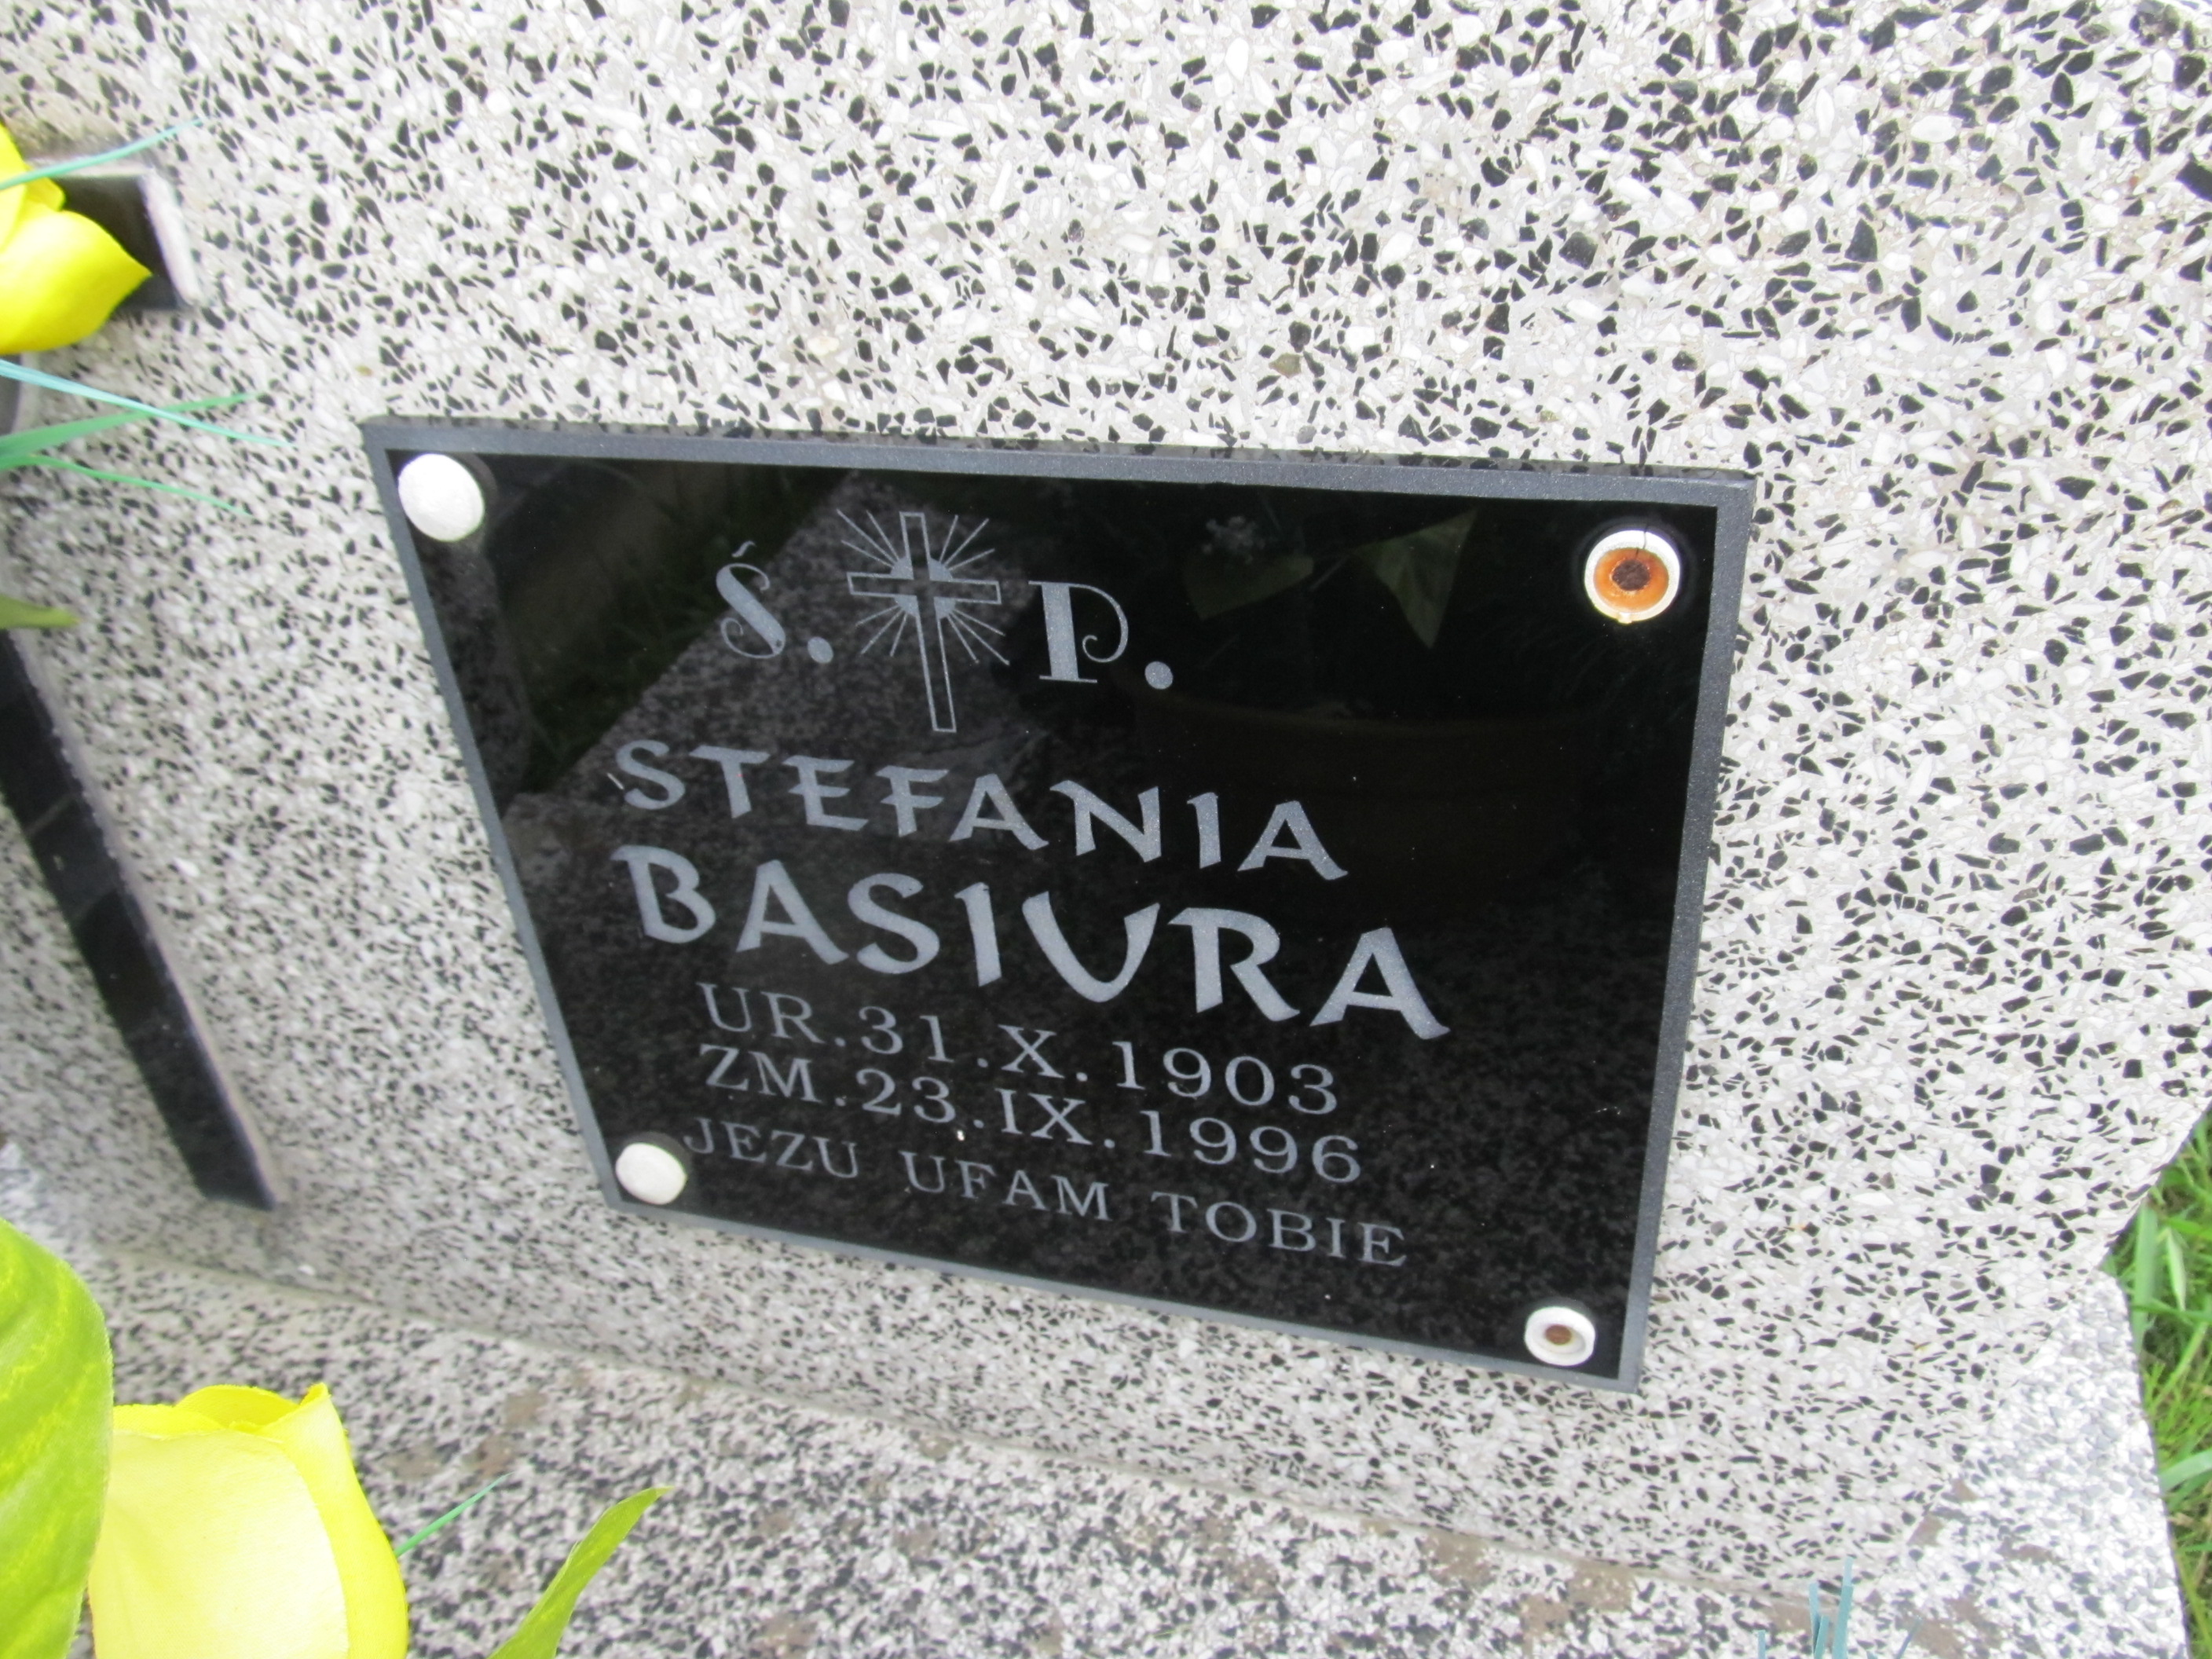 Ś. P.
STEFANIA
BASIURA
UR.31.X.1903
ZM.23.IX.1996
JEZU UFAM TOBIE